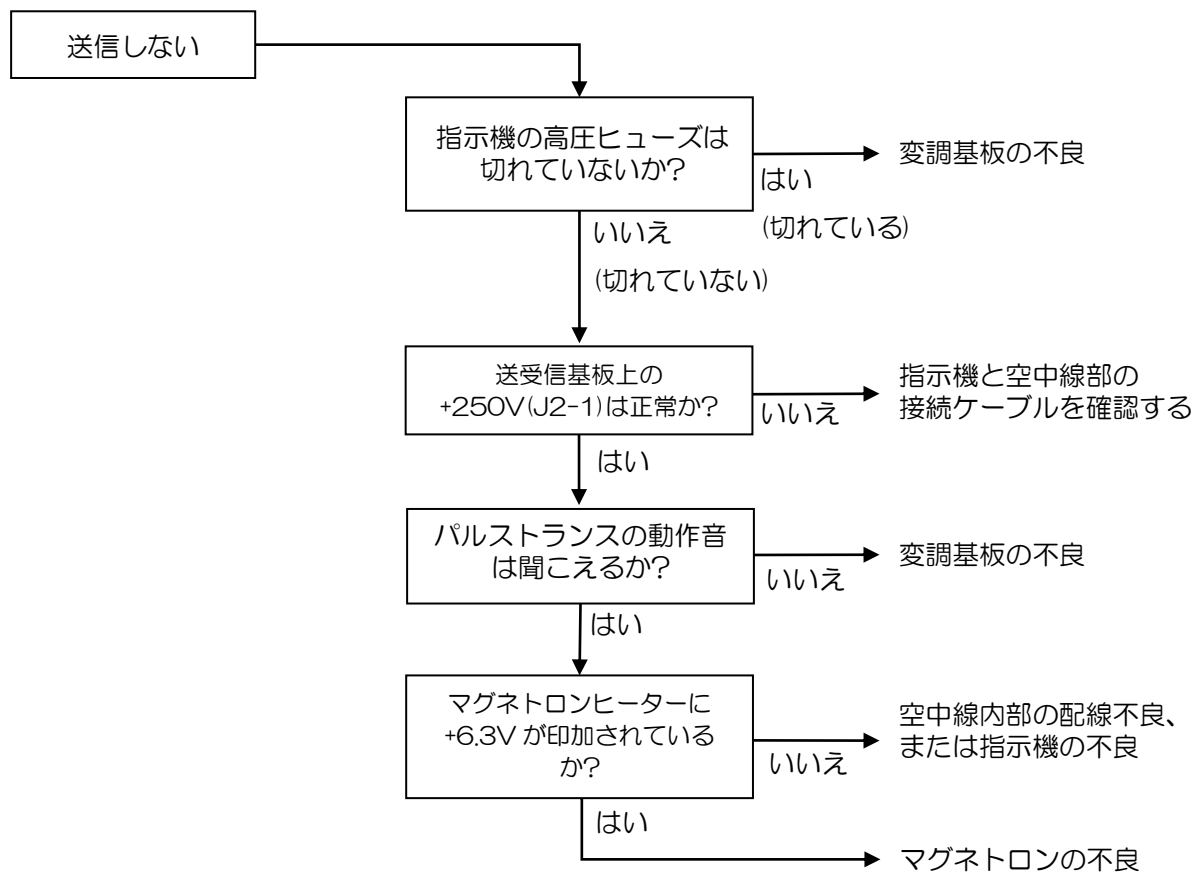 送信しない
指示機の高圧ヒューズは
切れていないか?
変調基板の不良
はい
(切れている)
いいえ
(切れていない)
送受信基板上の
+250V(J2-1)は正常か?
指示機と空中線部の
接続ケーブルを確認する
いいえ
はい
パルストランスの動作音
は聞こえるか?
変調基板の不良
いいえ
はい
マグネトロンヒーターに
+6.3V が印加されている
か?
空中線内部の配線不良、
または指示機の不良
いいえ
はい
マグネトロンの不良